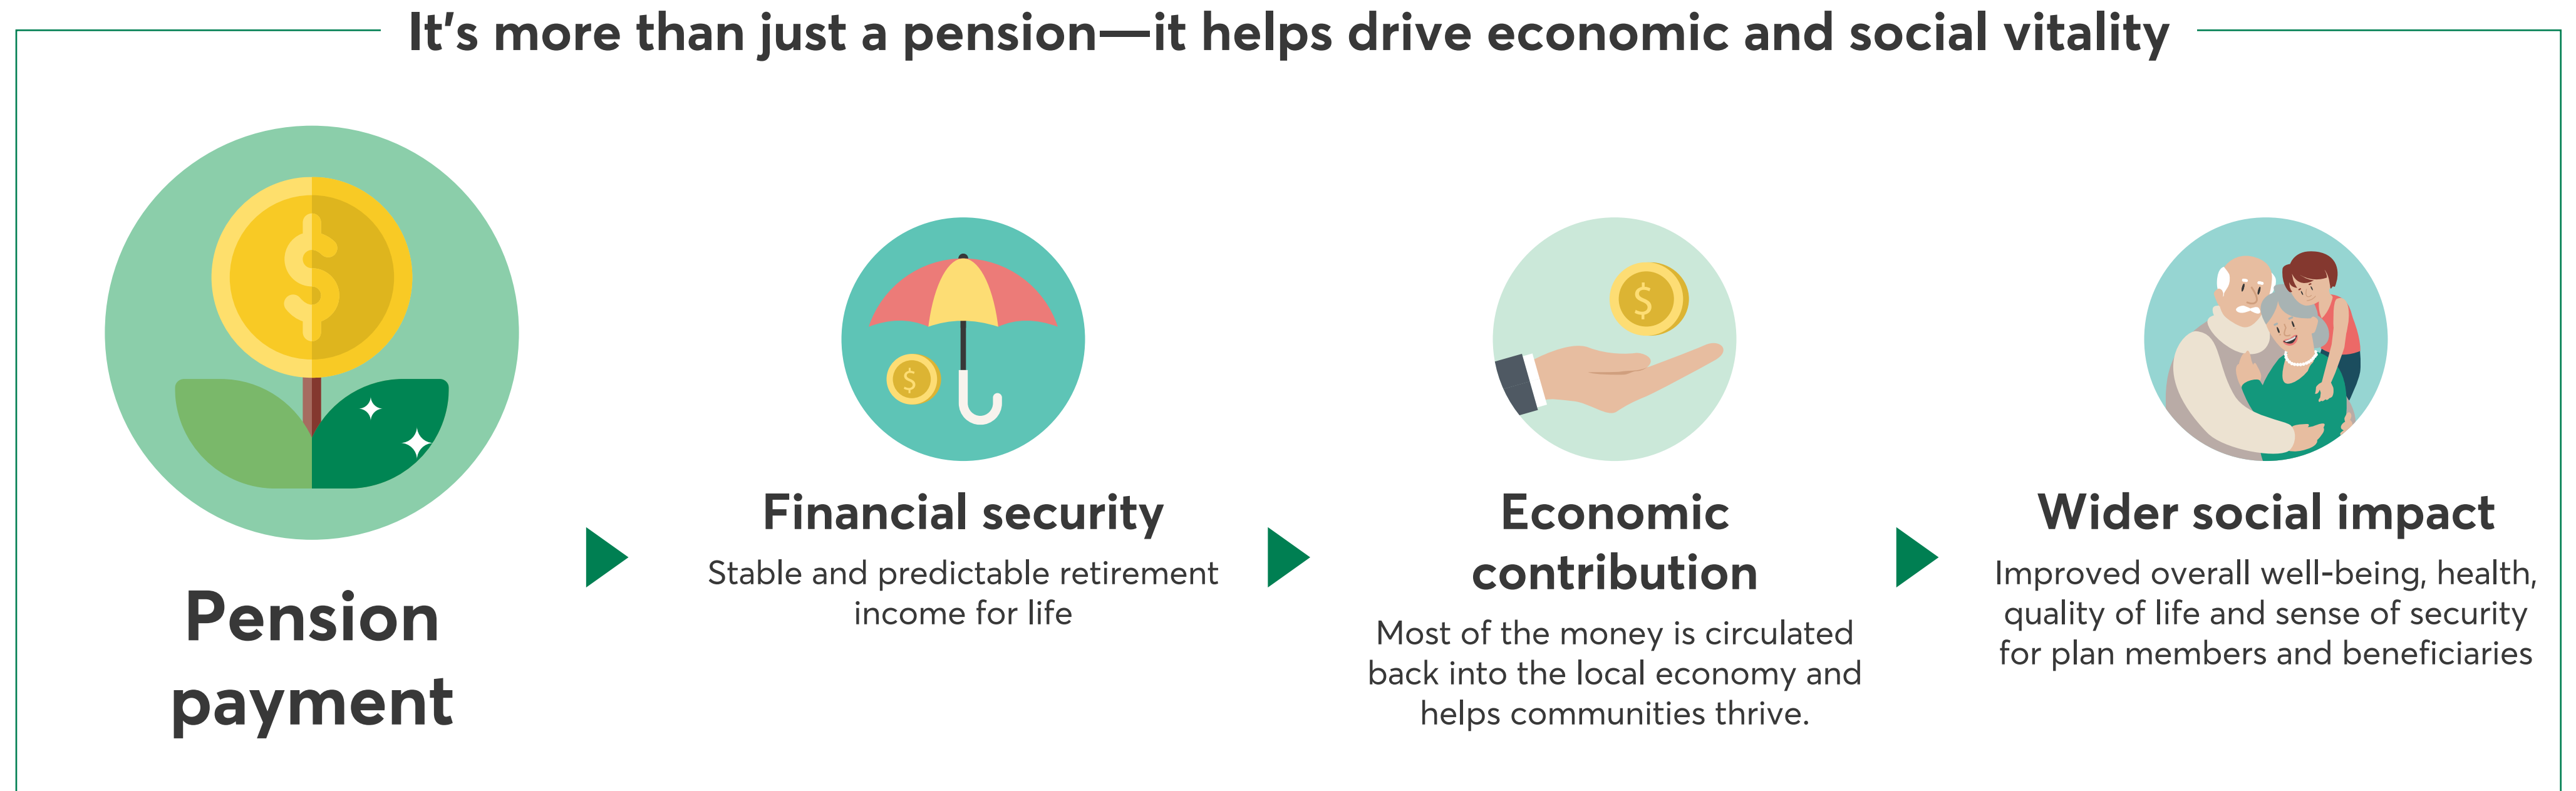 It's more than just a pension—it helps drive economic and social vitality
Pension
payment
Financial security
Stable and predictable retirement
income for life
Economic
contribution
Most of the money is circulated
back into the local economy and
helps communities thrive.
Wider social impact
Improved overall well-being, health,
quality of life and sense of security
for plan members and beneficiaries